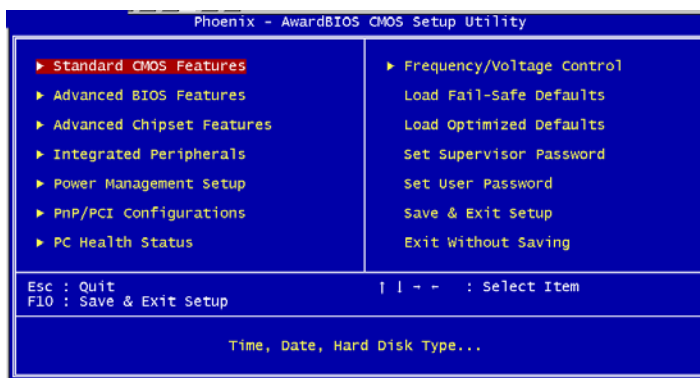 Phoenix - AwardBIOS CMOS Setup Utility
▶ Standard CMOS Features
▶ Advanced BIOS Features
▶ Advanced Chipset Features
▶ Integrated Peripherals
▶ Power Management Setup
▶ PnP/PCI Configurations
▶ PC Health Status
▶ Frequency/Voltage Control
Load Fail-Safe Defaults
Load Optimized Defaults
Set Supervisor Password
Set User Password
Save & Exit Setup
Exit Without Saving
Esc : Quit
F10 : Save & Exit Setup
↑ ↓ → ← : Select Item
Time, Date, Hard Disk Type...